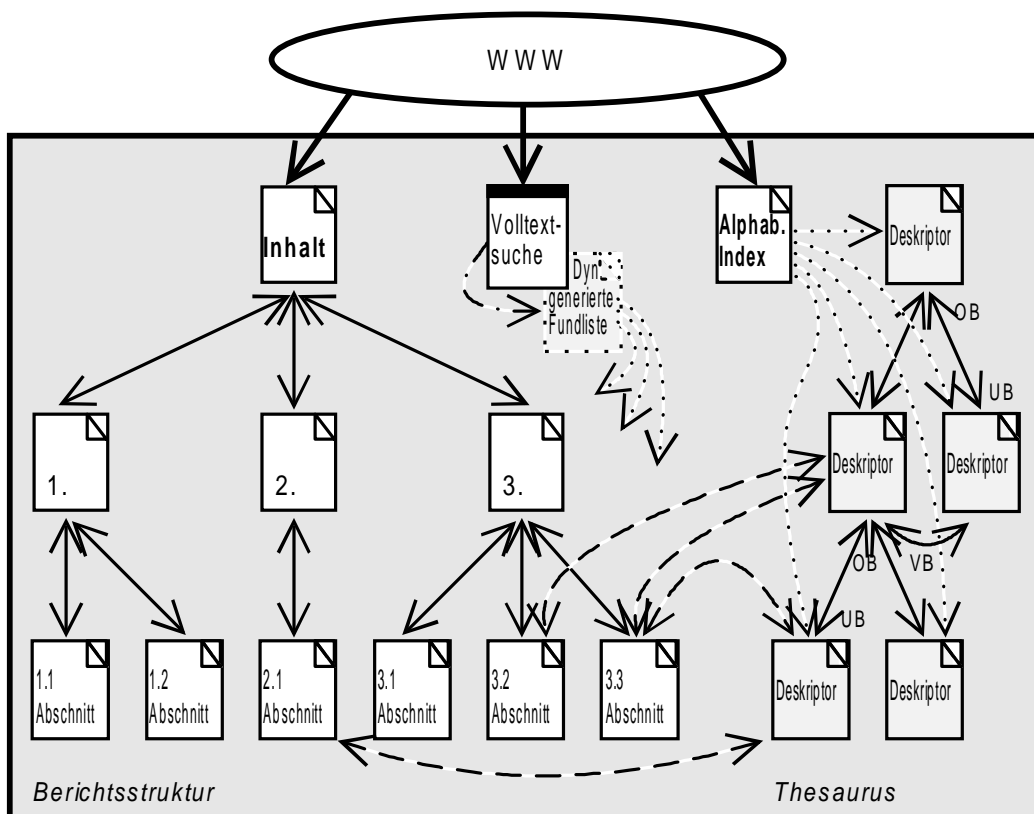 WWW
Inhalt
Volltext-
suche
Dyn.
generierte
Fundliste
Alphab.
Index
Deskriptor
OB
UB
1.
2.
3.
Deskriptor
Deskriptor
OB
VB
UB
1.1
Abschnitt
1.2
Abschnitt
2.1
Abschnitt
3.1
Abschnitt
3.2
Abschnitt
3.3
Abschnitt
Deskriptor
Deskriptor
Berichtsstruktur
Thesaurus